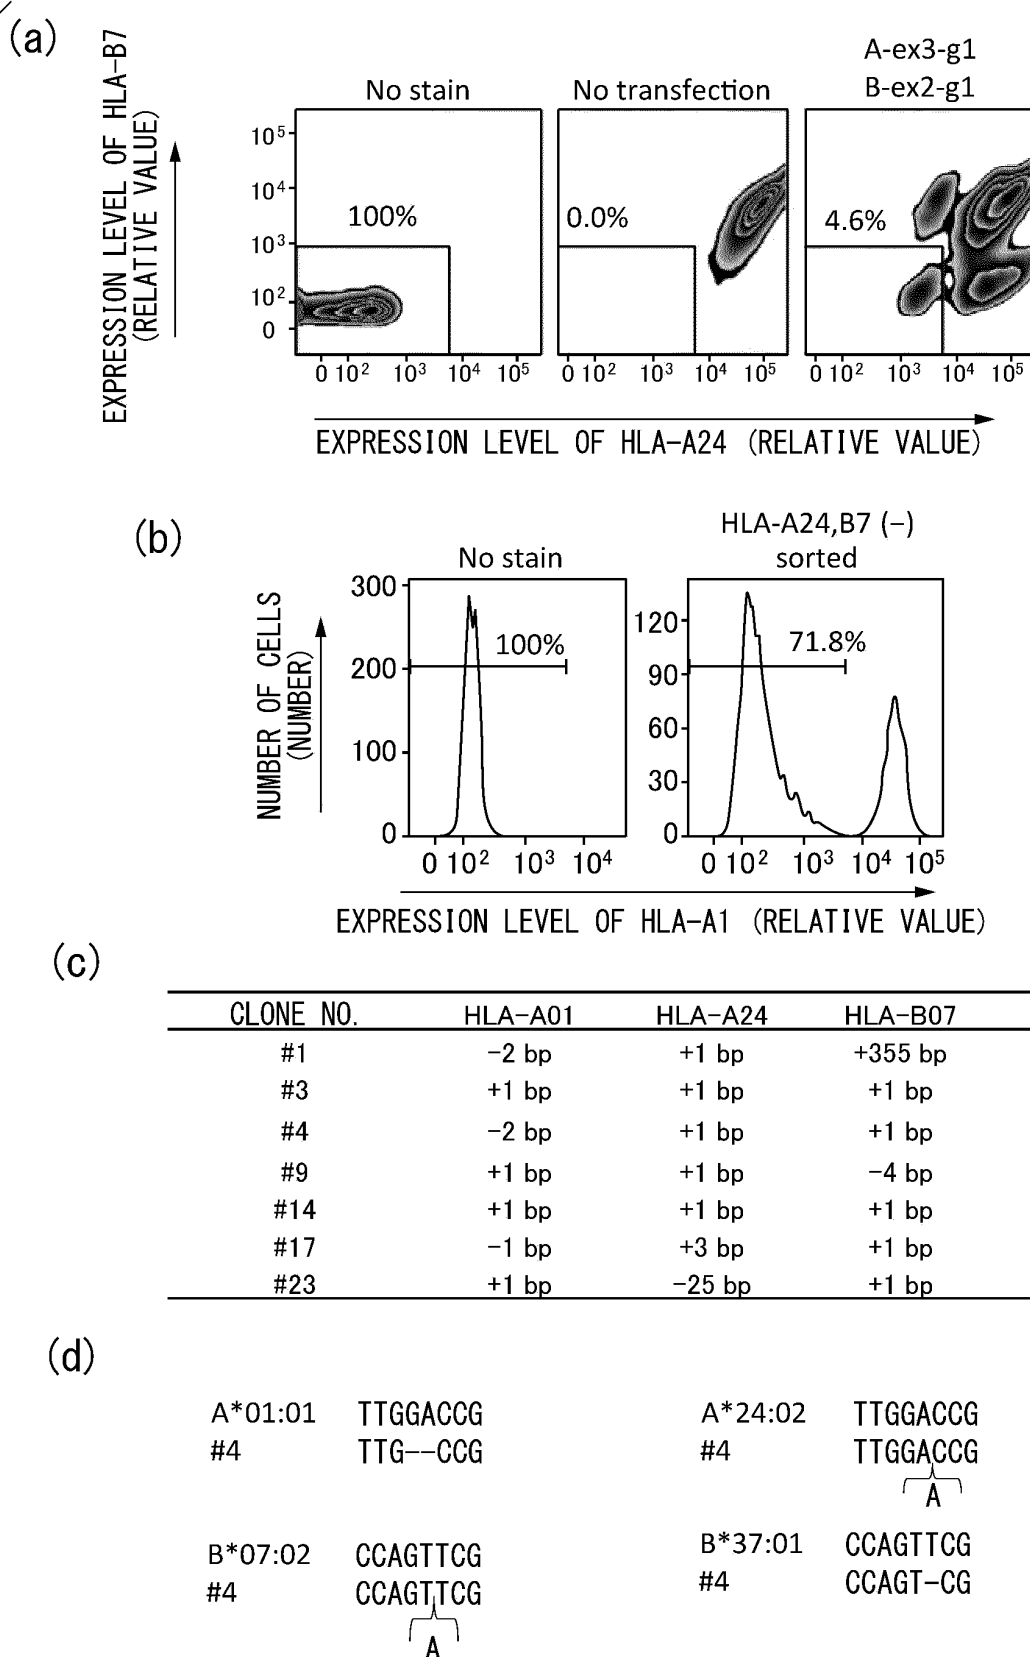 (a)
EXPRESSION LEVEL OF HLA-B7
(RELATIVE VALUE)
No stain
No transfection
A-ex3-g1
B-ex2-g1
10⁵
10⁴
10³
10²
0
100%
0.0%
4.6%
0 10² 10³ 10⁴ 10⁵
0 10² 10³ 10⁴ 10⁵
0 10² 10³ 10⁴ 10⁵
EXPRESSION LEVEL OF HLA-A24 (RELATIVE VALUE)
(b)
NUMBER OF CELLS
(NUMBER)
No stain
HLA-A24,B7 (−)
sorted
300
200
100
0
100%
120
90
60
30
0
71.8%
0 10² 10³ 10⁴
0 10² 10³ 10⁴ 10⁵
EXPRESSION LEVEL OF HLA-A1 (RELATIVE VALUE)
(c)
CLONE NO. HLA-A01 HLA-A24 HLA-B07
#1 −2 bp +1 bp +355 bp
#3 +1 bp +1 bp +1 bp
#4 −2 bp +1 bp +1 bp
#9 +1 bp +1 bp −4 bp
#14 +1 bp +1 bp +1 bp
#17 −1 bp +3 bp +1 bp
#23 +1 bp −25 bp +1 bp
(d)
A*01:01 TTGGACCG
#4 TTG--CCG
A*24:02 TTGGACCG
#4 TTGGACCG
A
B*07:02 CCAGTTCG
#4 CCAGTTCG
A
B*37:01 CCAGTTCG
#4 CCAGT-CG